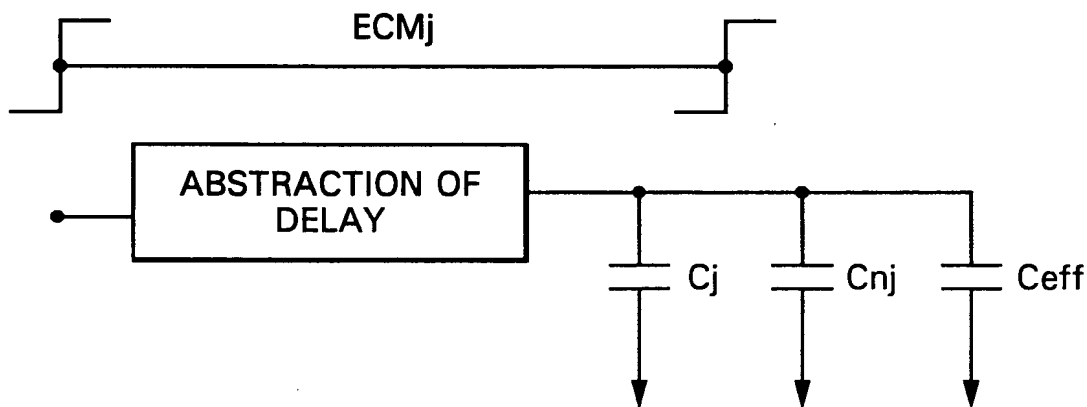 ECMj
ABSTRACTION OF
DELAY
Cj
Cnj
Ceff